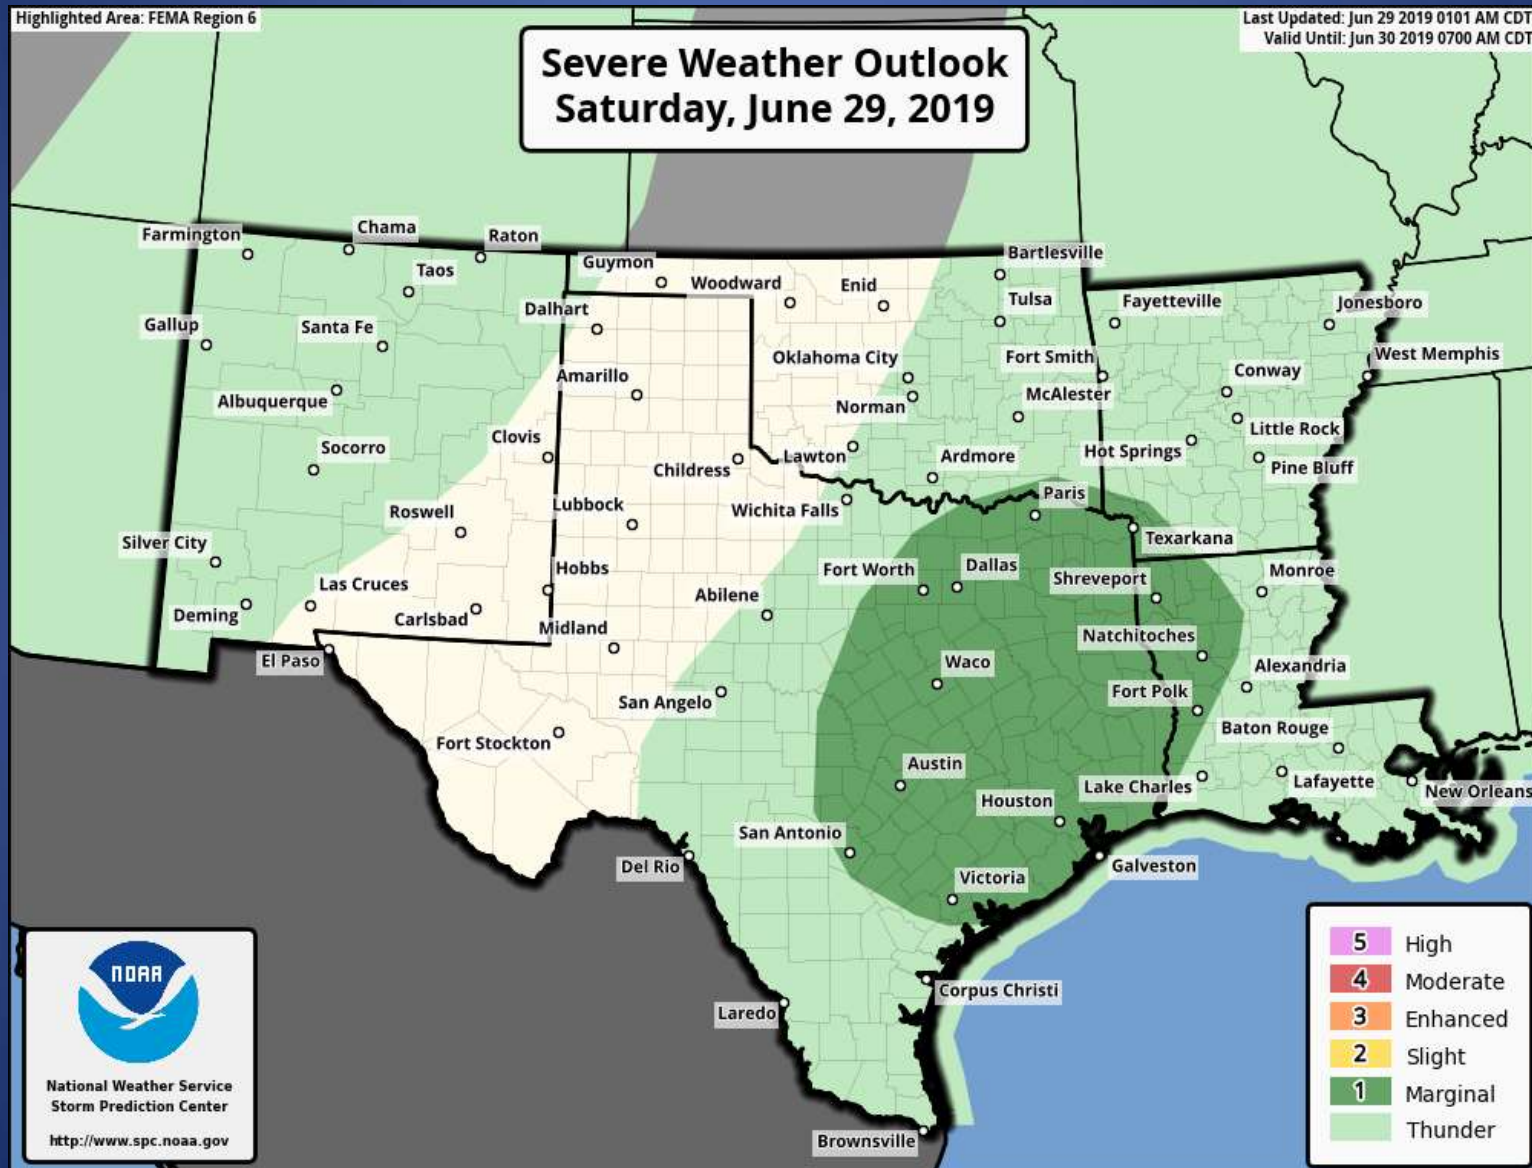 Highlighted Area: FEMA Region 6
Last Updated: Jun 29 2019 0101 AM CDT
Valid Until: Jun 30 2019 0700 AM CDT
Severe Weather Outlook
Saturday, June 29, 2019
Farmington
Chama
Raton
Taos
Guymon
Woodward
Enid
Bartlesville
Tulsa
Fayetteville
Jonesboro
Gallup
Santa Fe
Dalhart
Oklahoma City
Fort Smith
West Memphis
Conway
Albuquerque
Amarillo
Norman
McAlester
Little Rock
Socorro
Clovis
Childress
Lawton
Ardmore
Hot Springs
Pine Bluff
Roswell
Lubbock
Wichita Falls
Paris
Texarkana
Silver City
Las Cruces
Hobbs
Fort Worth
Dallas
Shreveport
Monroe
Deming
Carlsbad
Abilene
Midland
Natchitoches
El Paso
Waco
Alexandria
San Angelo
Fort Polk
Fort Stockton
Baton Rouge
Austin
Houston
Lake Charles
Lafayette
New Orleans
San Antonio
Del Rio
Victoria
Galveston
Corpus Christi
Laredo
Brownsville
NOAA
National Weather Service
Storm Prediction Center
http://www.spc.noaa.gov
5 High
4 Moderate
3 Enhanced
2 Slight
1 Marginal
Thunder